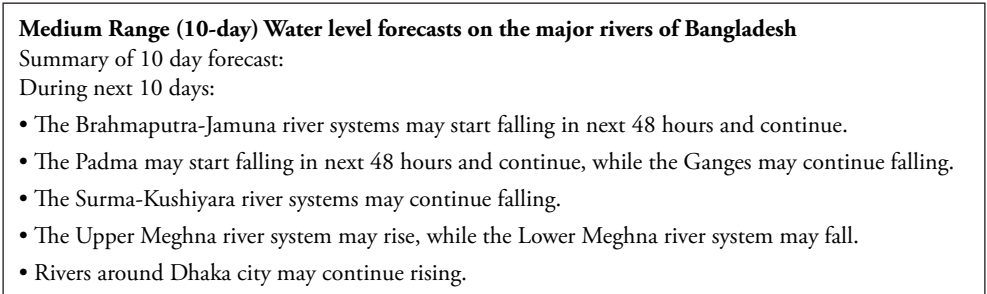 Medium Range (10-day) Water level forecasts on the major rivers of Bangladesh
Summary of 10 day forecast:
During next 10 days:
• The Brahmaputra-Jamuna river systems may start falling in next 48 hours and continue.
• The Padma may start falling in next 48 hours and continue, while the Ganges may continue falling.
• The Surma-Kushiyara river systems may continue falling.
• The Upper Meghna river system may rise, while the Lower Meghna river system may fall.
• Rivers around Dhaka city may continue rising.